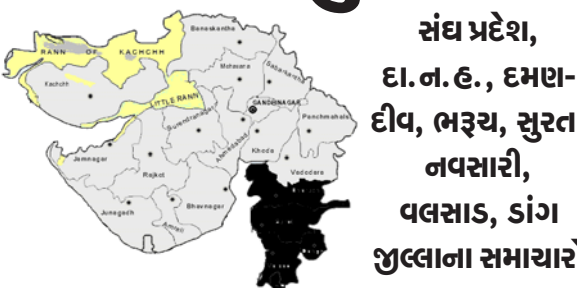 RANN OF KACHCHH
Banaskantha
Kachchh
Mehsana
Sabarkantha
LITTLE RANN
GANDHINAGAR
Surendranagar
Ahmedabad
Panchmahals
Kheda
Jamnagar
Rajkot
Vadodara
Junagadh
Amreli
Bhavnagar
સંઘ પ્રદેશ,
દા.ન.હ., દમણ-
દીવ, ભરૂચ, સુરત
નવસારી,
વલસાડ, ડાંગ
જીલ્લાના સમાચારો